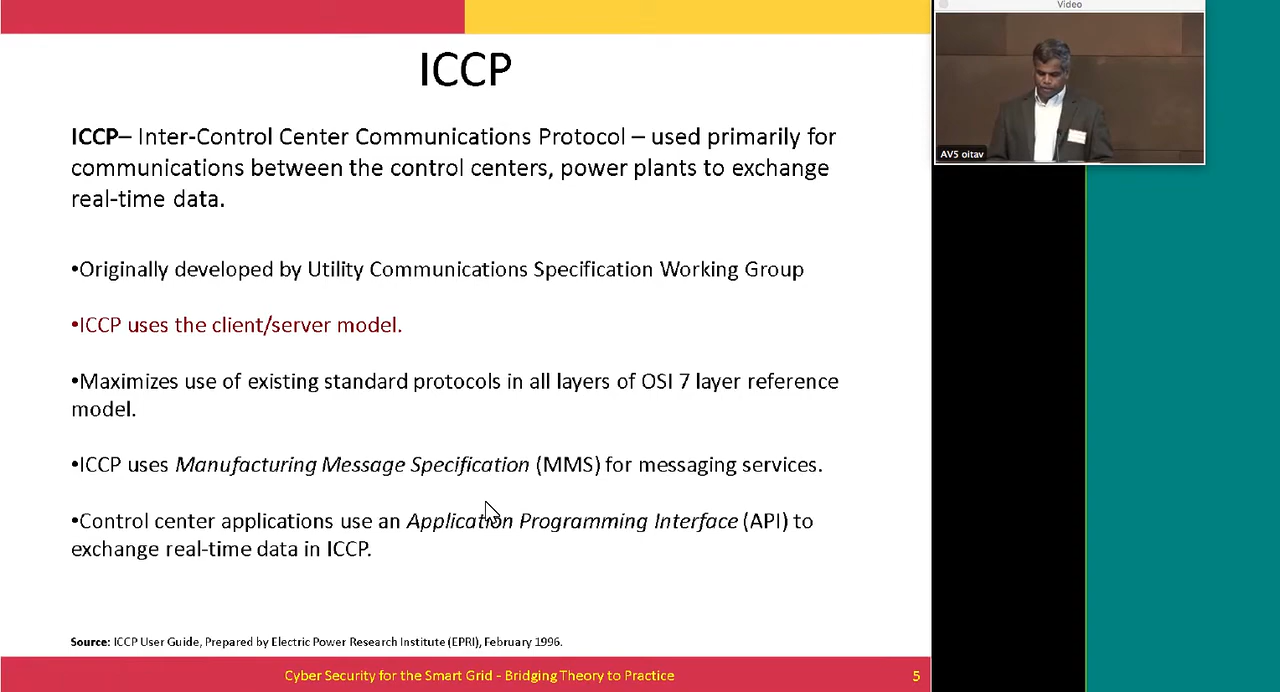 ICCP
ICCP– Inter-Control Center Communications Protocol – used primarily for
communications between the control centers, power plants to exchange
real-time data.
•Originally developed by Utility Communications Specification Working Group
•ICCP uses the client/server model.
•Maximizes use of existing standard protocols in all layers of OSI 7 layer reference
model.
•ICCP uses Manufacturing Message Specification (MMS) for messaging services.
•Control center applications use an Application Programming Interface (API) to
exchange real-time data in ICCP.
Source: ICCP User Guide, Prepared by Electric Power Research Institute (EPRI), February 1996.
Cyber Security for the Smart Grid - Bridging Theory to Practice
5
Video
AV5 oitav